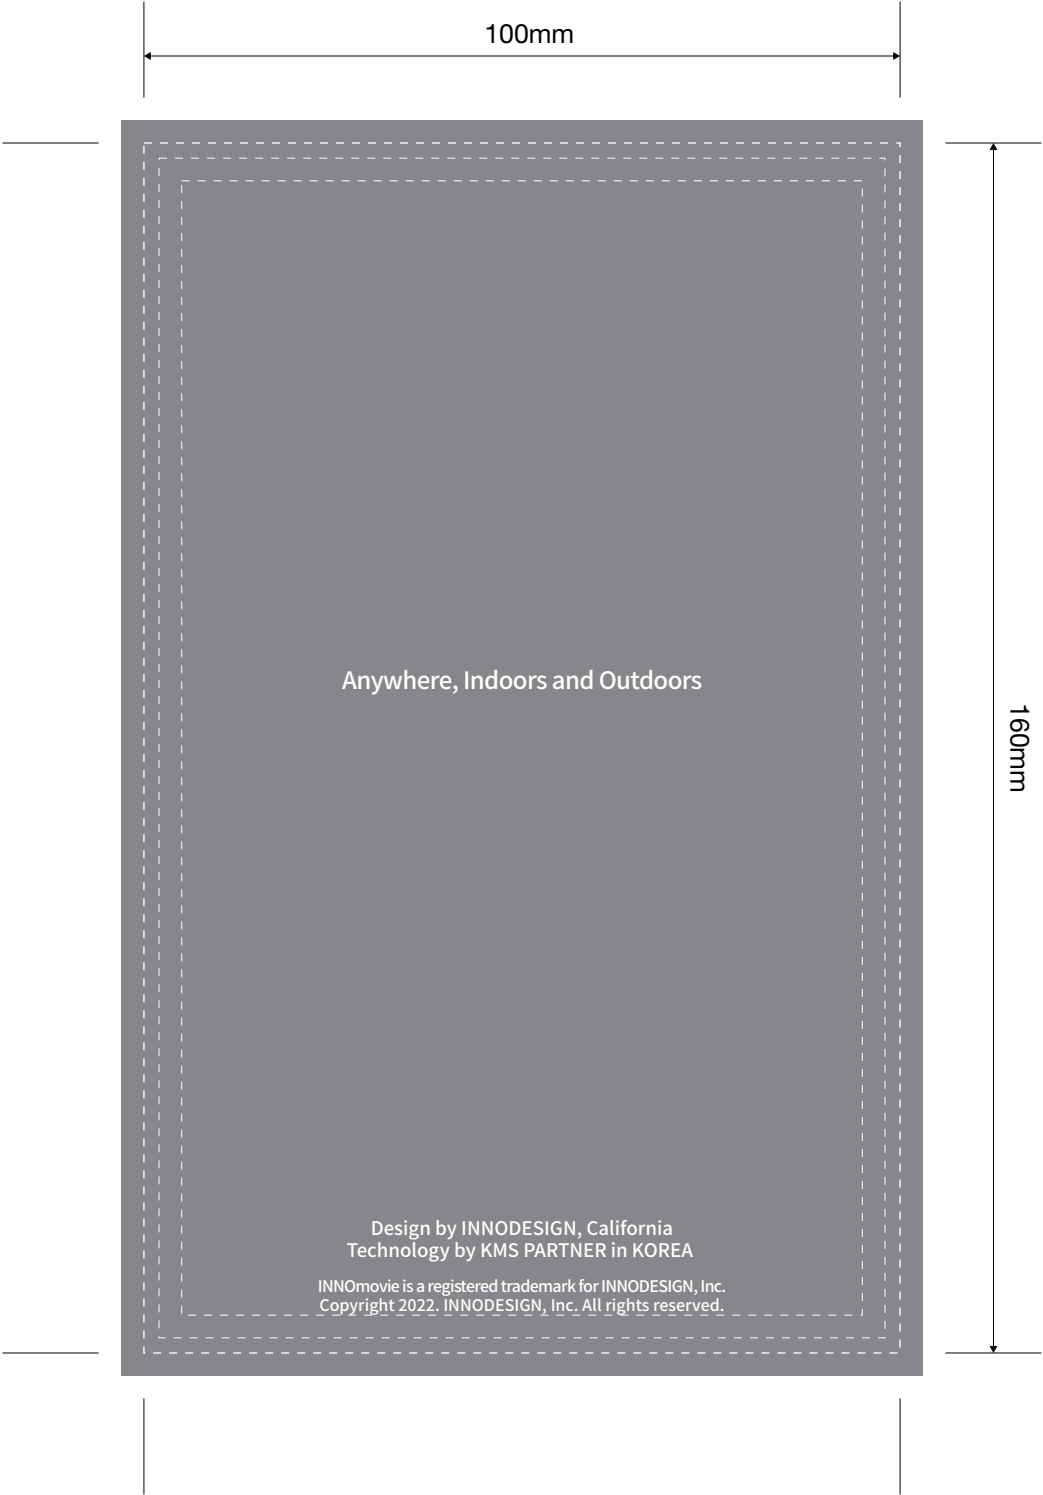 100mm
160mm
Anywhere, Indoors and Outdoors
Design by INNODESIGN, California
Technology by KMS PARTNER in KOREA
INNOmovie is a registered trademark for INNODESIGN, Inc.
Copyright 2022. INNODESIGN, Inc. All rights reserved.